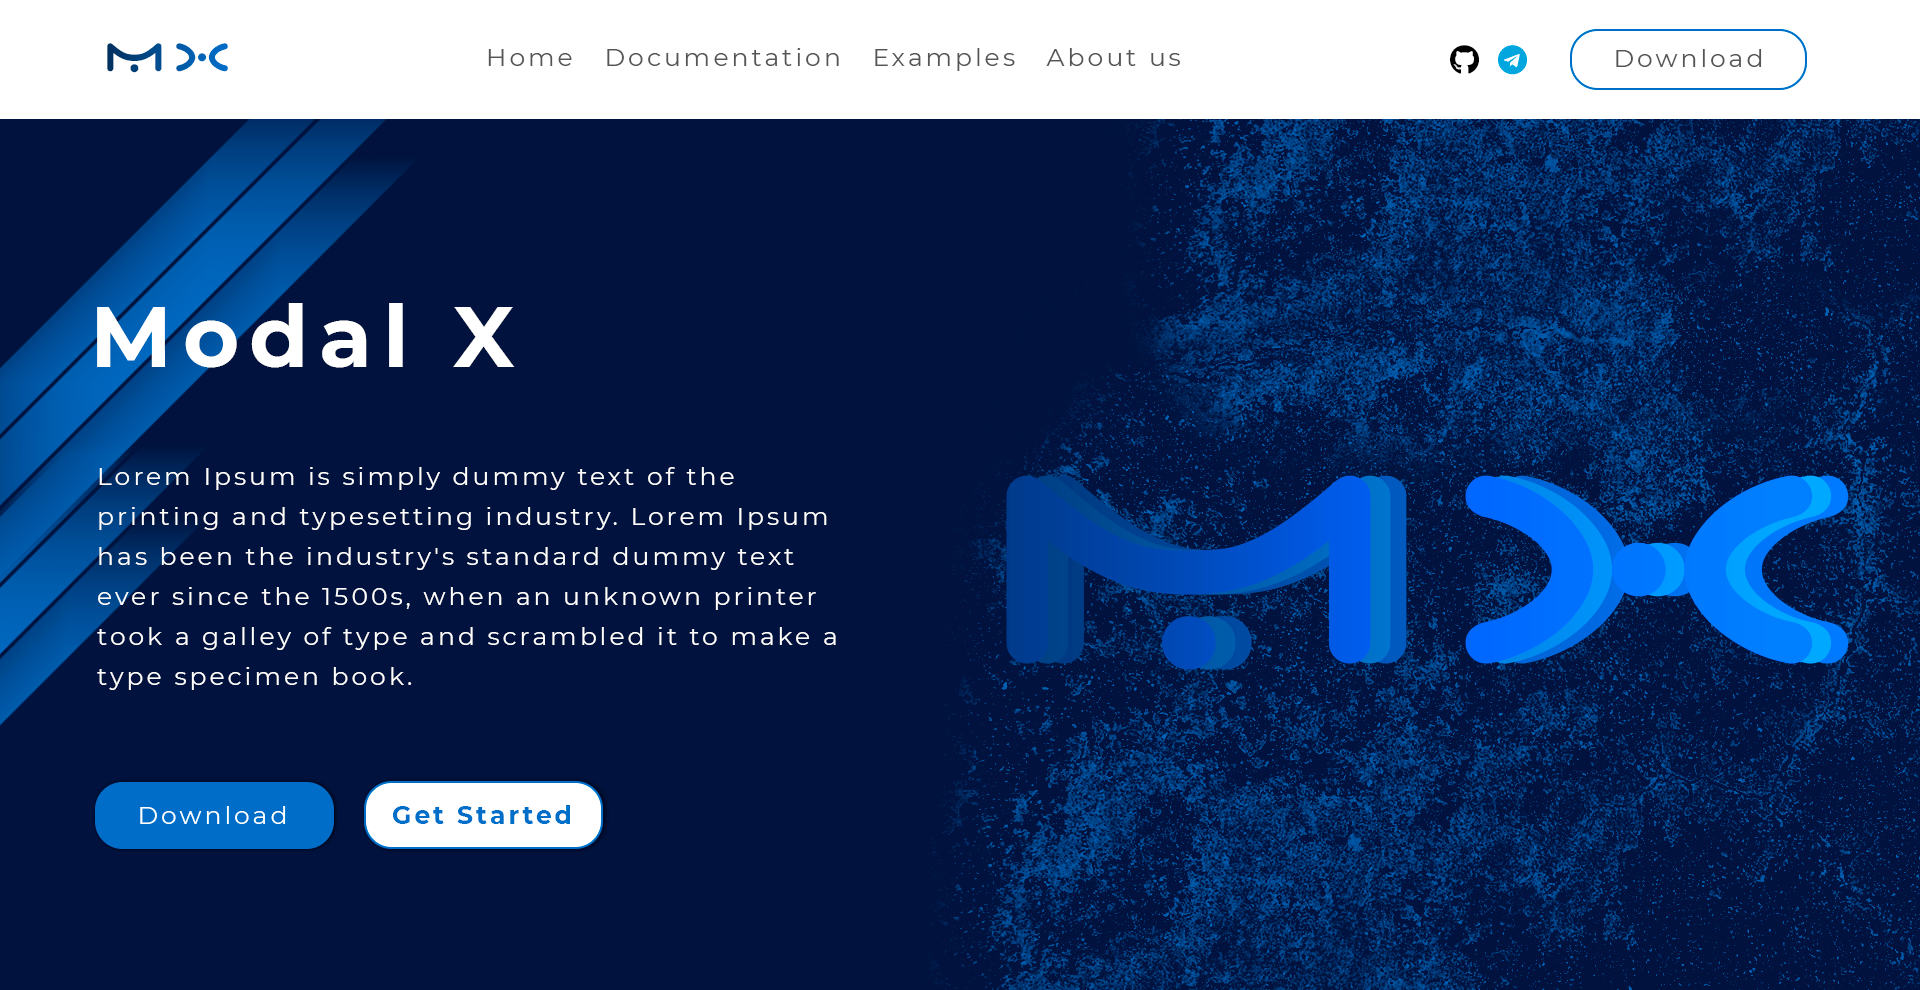 MX
Home Documentation Examples About us Download
Modal X
Lorem Ipsum is simply dummy text of the
printing and typesetting industry. Lorem Ipsum
has been the industry's standard dummy text
ever since the 1500s, when an unknown printer
took a galley of type and scrambled it to make a
type specimen book.
MX
Download Get Started